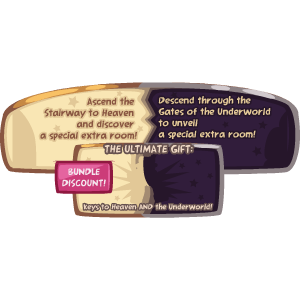 Ascend the
Stairway to Heaven
and discover
a special extra room!
Descend through the
Gates of the Underworld
to unveil
a special extra room!
THE ULTIMATE GIFT:
BUNDLE
DISCOUNT!
Keys to Heaven AND the Underworld!